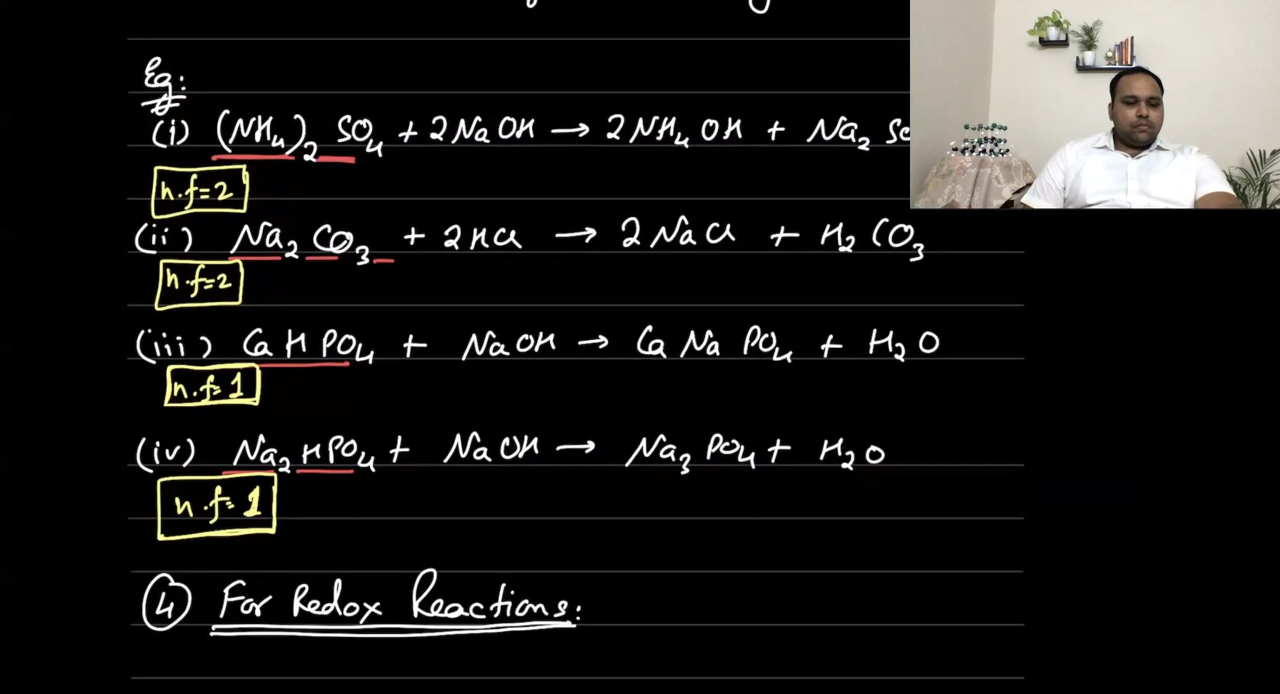 Eg:
(i) (NH4)2 SO4 + 2NaOH → 2NH4OH + Na2
n.f=2
(ii) Na2CO3 + 2HCl → 2NaCl + H2CO3
n.f=2
(iii) CaHPO4 + NaOH → CaNaPO4 + H2O
n.f=1
(iv) Na2HPO4 + NaOH → Na3PO4 + H2O
n.f=1
④ For Redox Reactions: